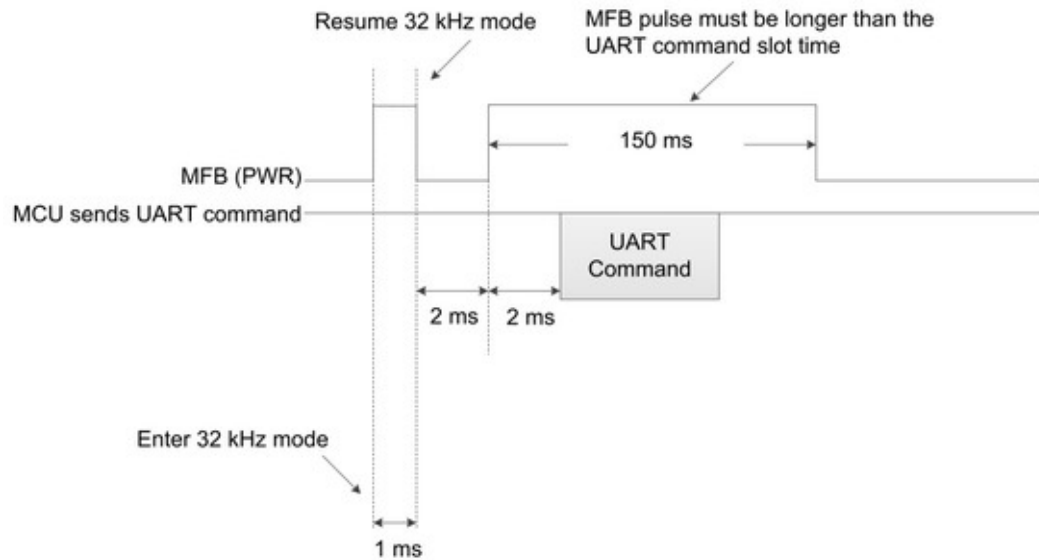 Resume 32 kHz mode
MFB pulse must be longer than the
UART command slot time
150 ms
MFB (PWR)
MCU sends UART command
UART
Command
2 ms
2 ms
Enter 32 kHz mode
1 ms